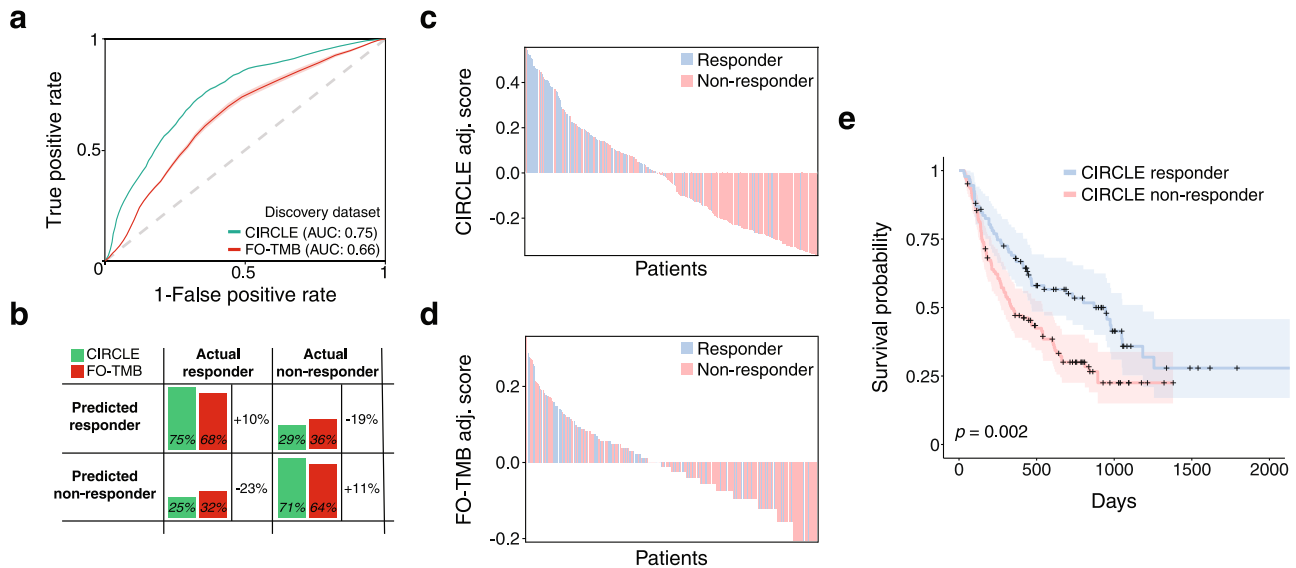 a
1
0.5
0
0.5
1
True positive rate
1-False positive rate
Discovery dataset
CIRCLE (AUC: 0.75)
FO-TMB (AUC: 0.66)
b
CIRCLE
FO-TMB
Actual
responder
Actual
non-responder
Predicted
responder
75%
68%
+10%
29%
36%
-19%
Predicted
non-responder
25%
32%
-23%
71%
64%
+11%
c
CIRCLE adj. score
0.4
0.2
0.0
-0.2
Responder
Non-responder
Patients
d
FO-TMB adj. score
0.2
0.0
-0.2
Responder
Non-responder
Patients
e
Survival probability
1
0.75
0.5
0.25
0
CIRCLE responder
CIRCLE non-responder
p = 0.002
0
500
1000
1500
2000
Days